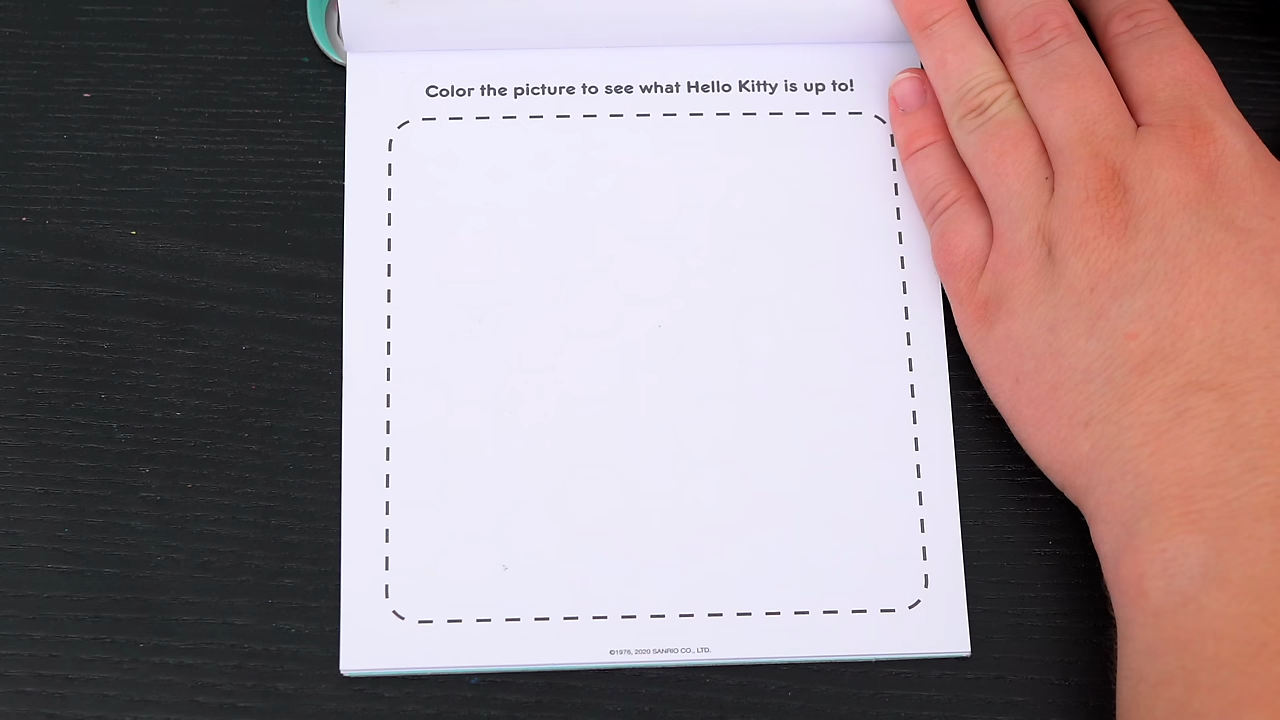 Color the picture to see what Hello Kitty is up to!
©1976, 2020 SANRIO CO., LTD.